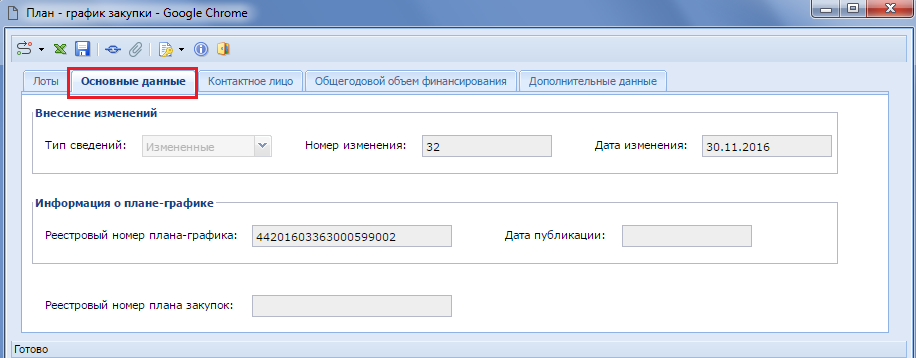 План - график закупки - Google Chrome
Лоты Основные данные Контактное лицо Общегодовой объем финансирования Дополнительные данные
Внесение изменений
Тип сведений: Измененные Номер изменения: 32 Дата изменения: 30.11.2016
Информация о плане-графике
Реестровый номер плана-графика: 44201603363000599002 Дата публикации:
Реестровый номер плана закупок:
Готово